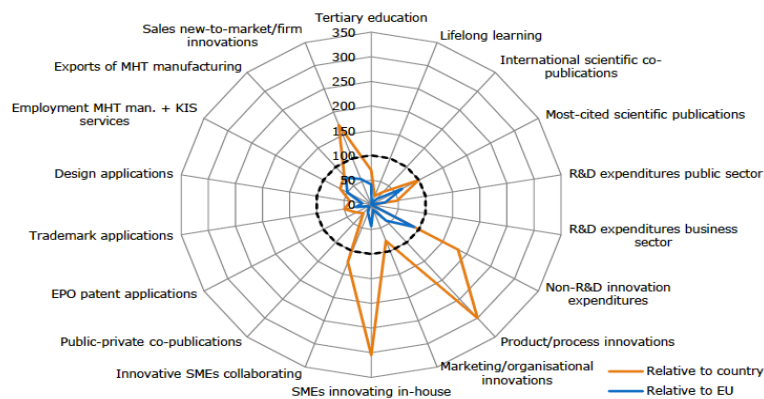 Tertiary education
350
300
250
200
150
100
50
0
Lifelong learning
International scientific co-
publications
Most-cited scientific publications
R&D expenditures public sector
R&D expenditures business
sector
Non-R&D innovation
expenditures
Product/process innovations
Marketing/organisational
innovations
SMEs innovating in-house
Innovative SMEs collaborating
Public-private co-publications
EPO patent applications
Trademark applications
Design applications
Employment MHT man. + KIS
services
Exports of MHT manufacturing
Sales new-to-market/firm
innovations
Relative to country
Relative to EU